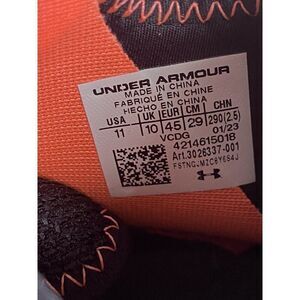 UNDER ARMOUR
MADE IN CHINA
FABRIQUÉ EN CHINE
HECHO EN CHINA
USA UK EUR CM CHN
11 10 45 29 290(2.5)
VCDG 01/23
4214615018
Art.3026337-001